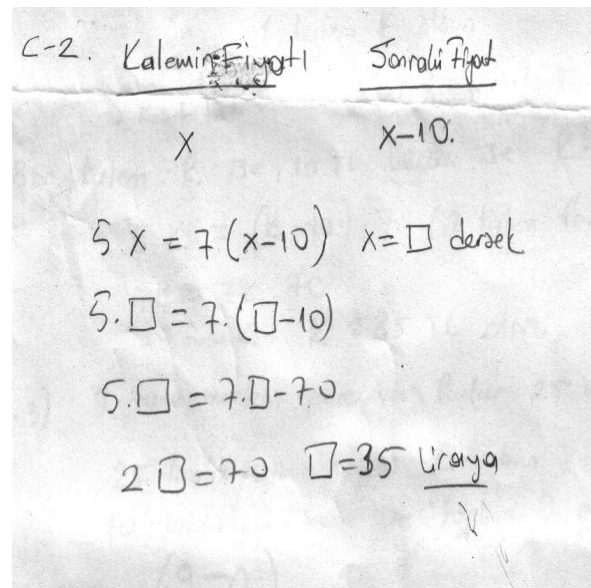 C-2. Kalemin Fiyatı Sonraki Fiyat
x x-10.
5.x = 7(x-10) x=□ dersek
5.□ = 7.(□-10)
5.□ = 7.□-70
2□=70 □=35 liraya